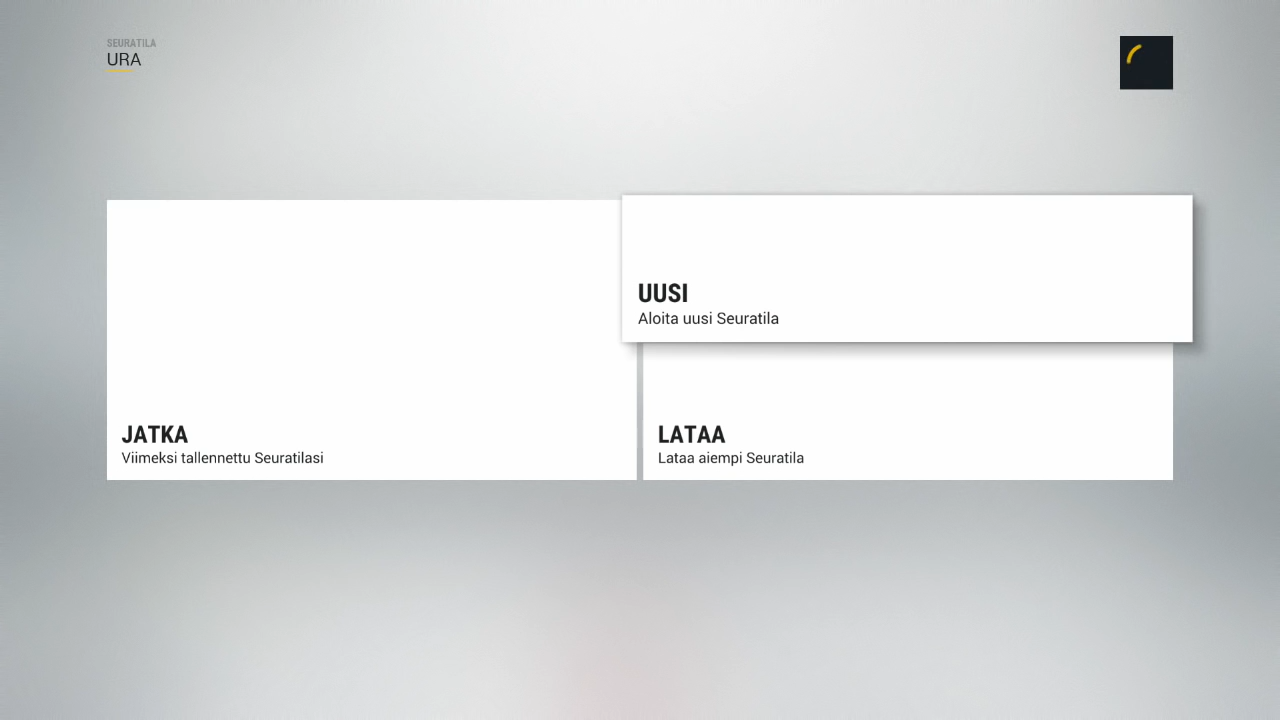 SEURATILA
URA
UUSI
Aloita uusi Seuratila
JATKA
Viimeksi tallennettu Seuratilasi
LATAA
Lataa aiempi Seuratila